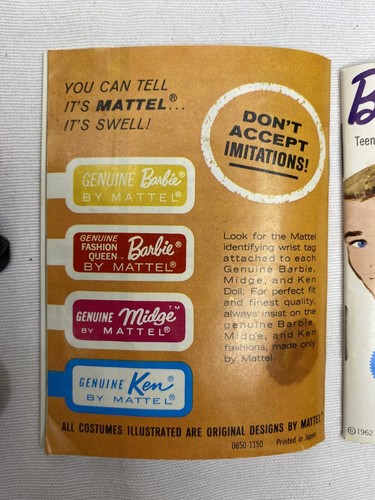 YOU CAN TELL
IT'S MATTEL®...
IT'S SWELL!
DON'T
ACCEPT
IMITATIONS!
GENUINE Barbie®
BY MATTEL®
GENUINE
FASHION
QUEEN - Barbie®
BY MATTEL®
GENUINE Midge™
BY MATTEL®
GENUINE Ken®
BY MATTEL®
Look for the Mattel
identifying wrist tag
attached to each
Genuine Barbie,
Midge, and Ken
Doll. For perfect fit
and finest quality,
always insist on the
genuine Barbie,
Midge, and Ken
fashions, made only
by Mattel.
ALL COSTUMES ILLUSTRATED ARE ORIGINAL DESIGNS BY MATTEL®
0850-1150 Printed in Japan
B
Teen
©1962